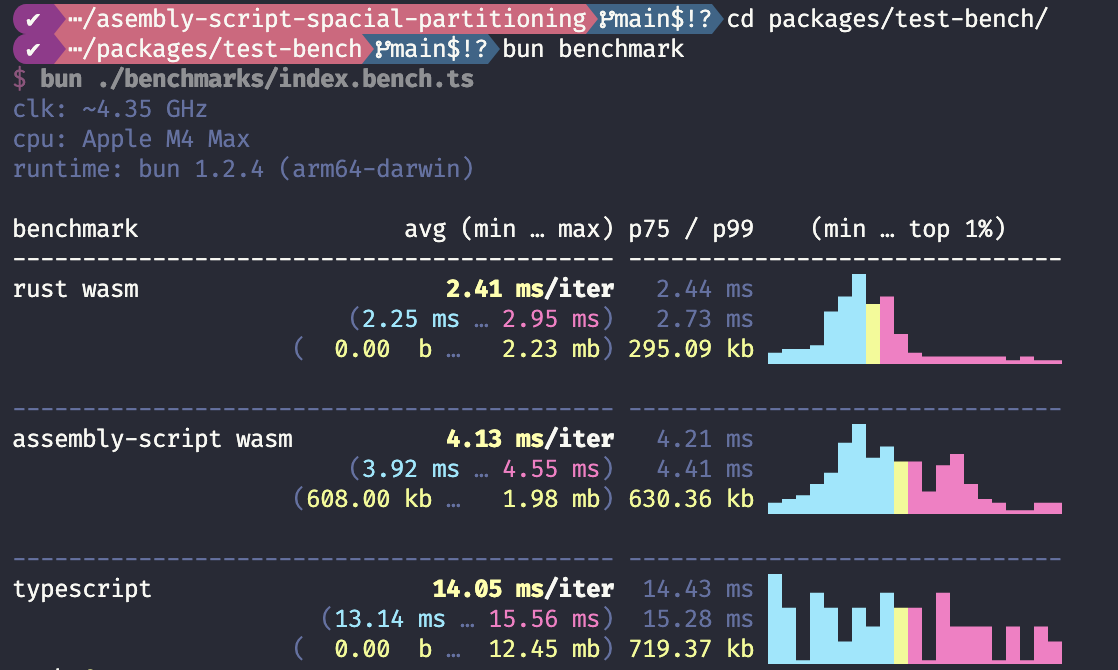 ✔ ⋯/asembly-script-spacial-partitioning main$!? cd packages/test-bench/
✔ ⋯/packages/test-bench main$!? bun benchmark
$ bun ./benchmarks/index.bench.ts
clk: ~4.35 GHz
cpu: Apple M4 Max
runtime: bun 1.2.4 (arm64-darwin)
benchmark avg (min … max) p75 / p99 (min … top 1%)
------------------------------------------- -------------------------------
rust wasm 2.41 ms/iter 2.44 ms
(2.25 ms … 2.95 ms) 2.73 ms
( 0.00 b … 2.23 mb) 295.09 kb
------------------------------------------- -------------------------------
assembly-script wasm 4.13 ms/iter 4.21 ms
(3.92 ms … 4.55 ms) 4.41 ms
(608.00 kb … 1.98 mb) 630.36 kb
------------------------------------------- -------------------------------
typescript 14.05 ms/iter 14.43 ms
(13.14 ms … 15.56 ms) 15.28 ms
( 0.00 b … 12.45 mb) 719.37 kb